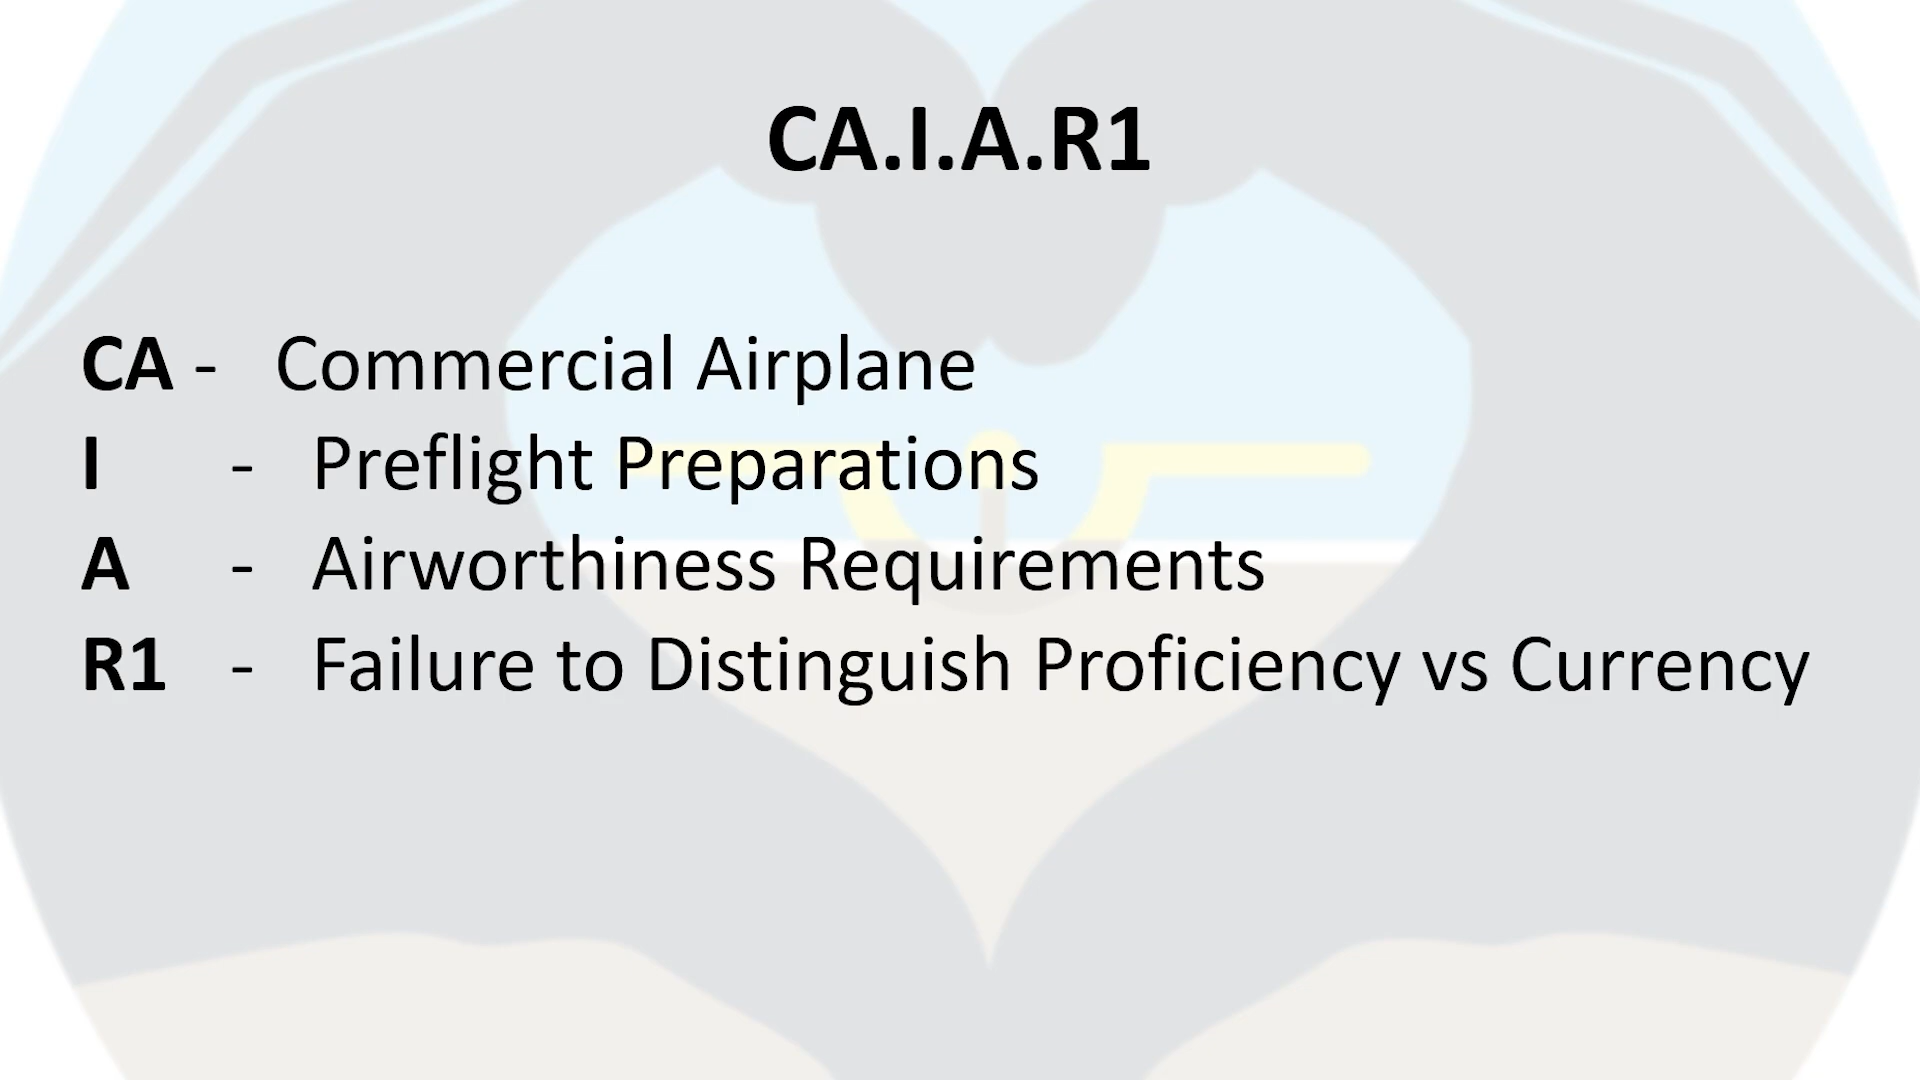 CA.I.A.R1
CA - Commercial Airplane
I - Preflight Preparations
A - Airworthiness Requirements
R1 - Failure to Distinguish Proficiency vs Currency